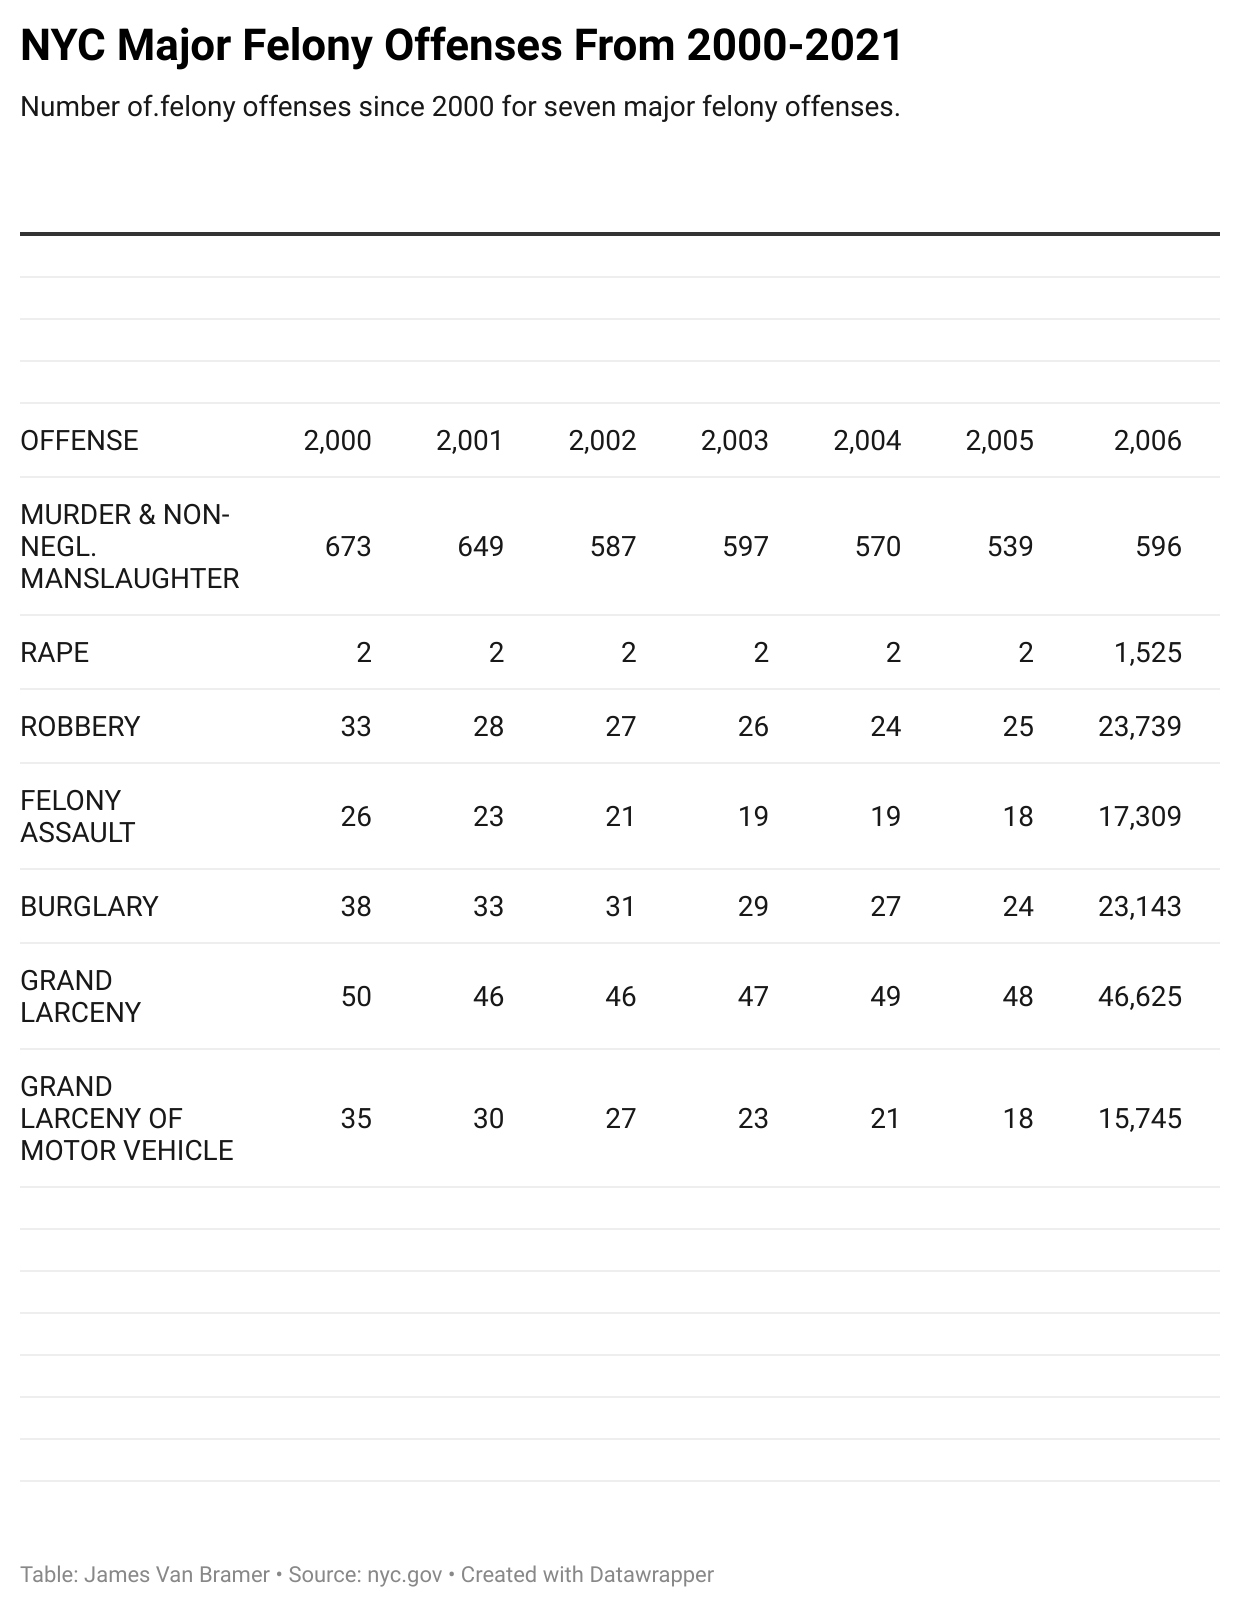 NYC Major Felony Offenses From 2000-2021
Number of.felony offenses since 2000 for seven major felony offenses.
OFFENSE 2,000 2,001 2,002 2,003 2,004 2,005 2,006
MURDER & NON-
NEGL. 673 649 587 597 570 539 596
MANSLAUGHTER
RAPE 2 2 2 2 2 2 1,525
ROBBERY 33 28 27 26 24 25 23,739
FELONY
ASSAULT 26 23 21 19 19 18 17,309
BURGLARY 38 33 31 29 27 24 23,143
GRAND
LARCENY 50 46 46 47 49 48 46,625
GRAND
LARCENY OF 35 30 27 23 21 18 15,745
MOTOR VEHICLE
Table: James Van Bramer • Source: nyc.gov • Created with Datawrapper